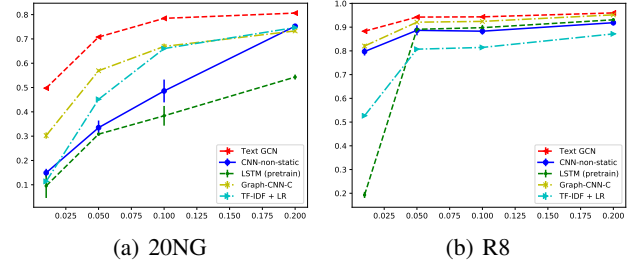 0.8
0.7
0.6
0.5
0.4
0.3
0.2
0.1
Text GCN
CNN-non-static
LSTM (pretrain)
Graph-CNN-C
TF-IDF + LR
0.025 0.050 0.075 0.100 0.125 0.150 0.175 0.200
(a) 20NG
1.0
0.9
0.8
0.7
0.6
0.5
0.4
0.3
0.2
Text GCN
CNN-non-static
LSTM (pretrain)
Graph-CNN-C
TF-IDF + LR
0.025 0.050 0.075 0.100 0.125 0.150 0.175 0.200
(b) R8